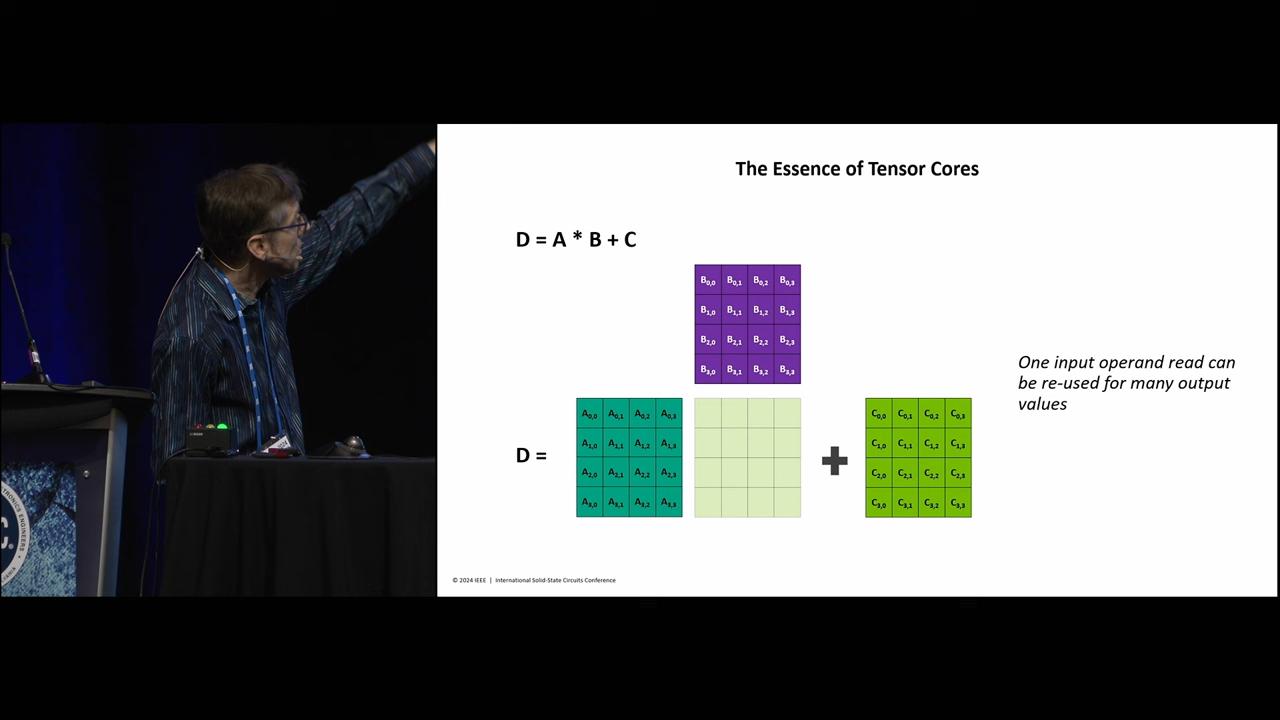 The Essence of Tensor Cores
D = A * B + C
B0,0 B0,1 B0,2 B0,3
B1,0 B1,1 B1,2 B1,3
B2,0 B2,1 B2,2 B2,3
B3,0 B3,1 B3,2 B3,3
One input operand read can
be re-used for many output
values
D =
A0,0 A0,1 A0,2 A0,3
A1,0 A1,1 A1,2 A1,3
A2,0 A2,1 A2,2 A2,3
A3,0 A3,1 A3,2 A3,3
+
C0,0 C0,1 C0,2 C0,3
C1,0 C1,1 C1,2 C1,3
C2,0 C2,1 C2,2 C2,3
C3,0 C3,1 C3,2 C3,3
© 2024 IEEE | International Solid-State Circuits Conference